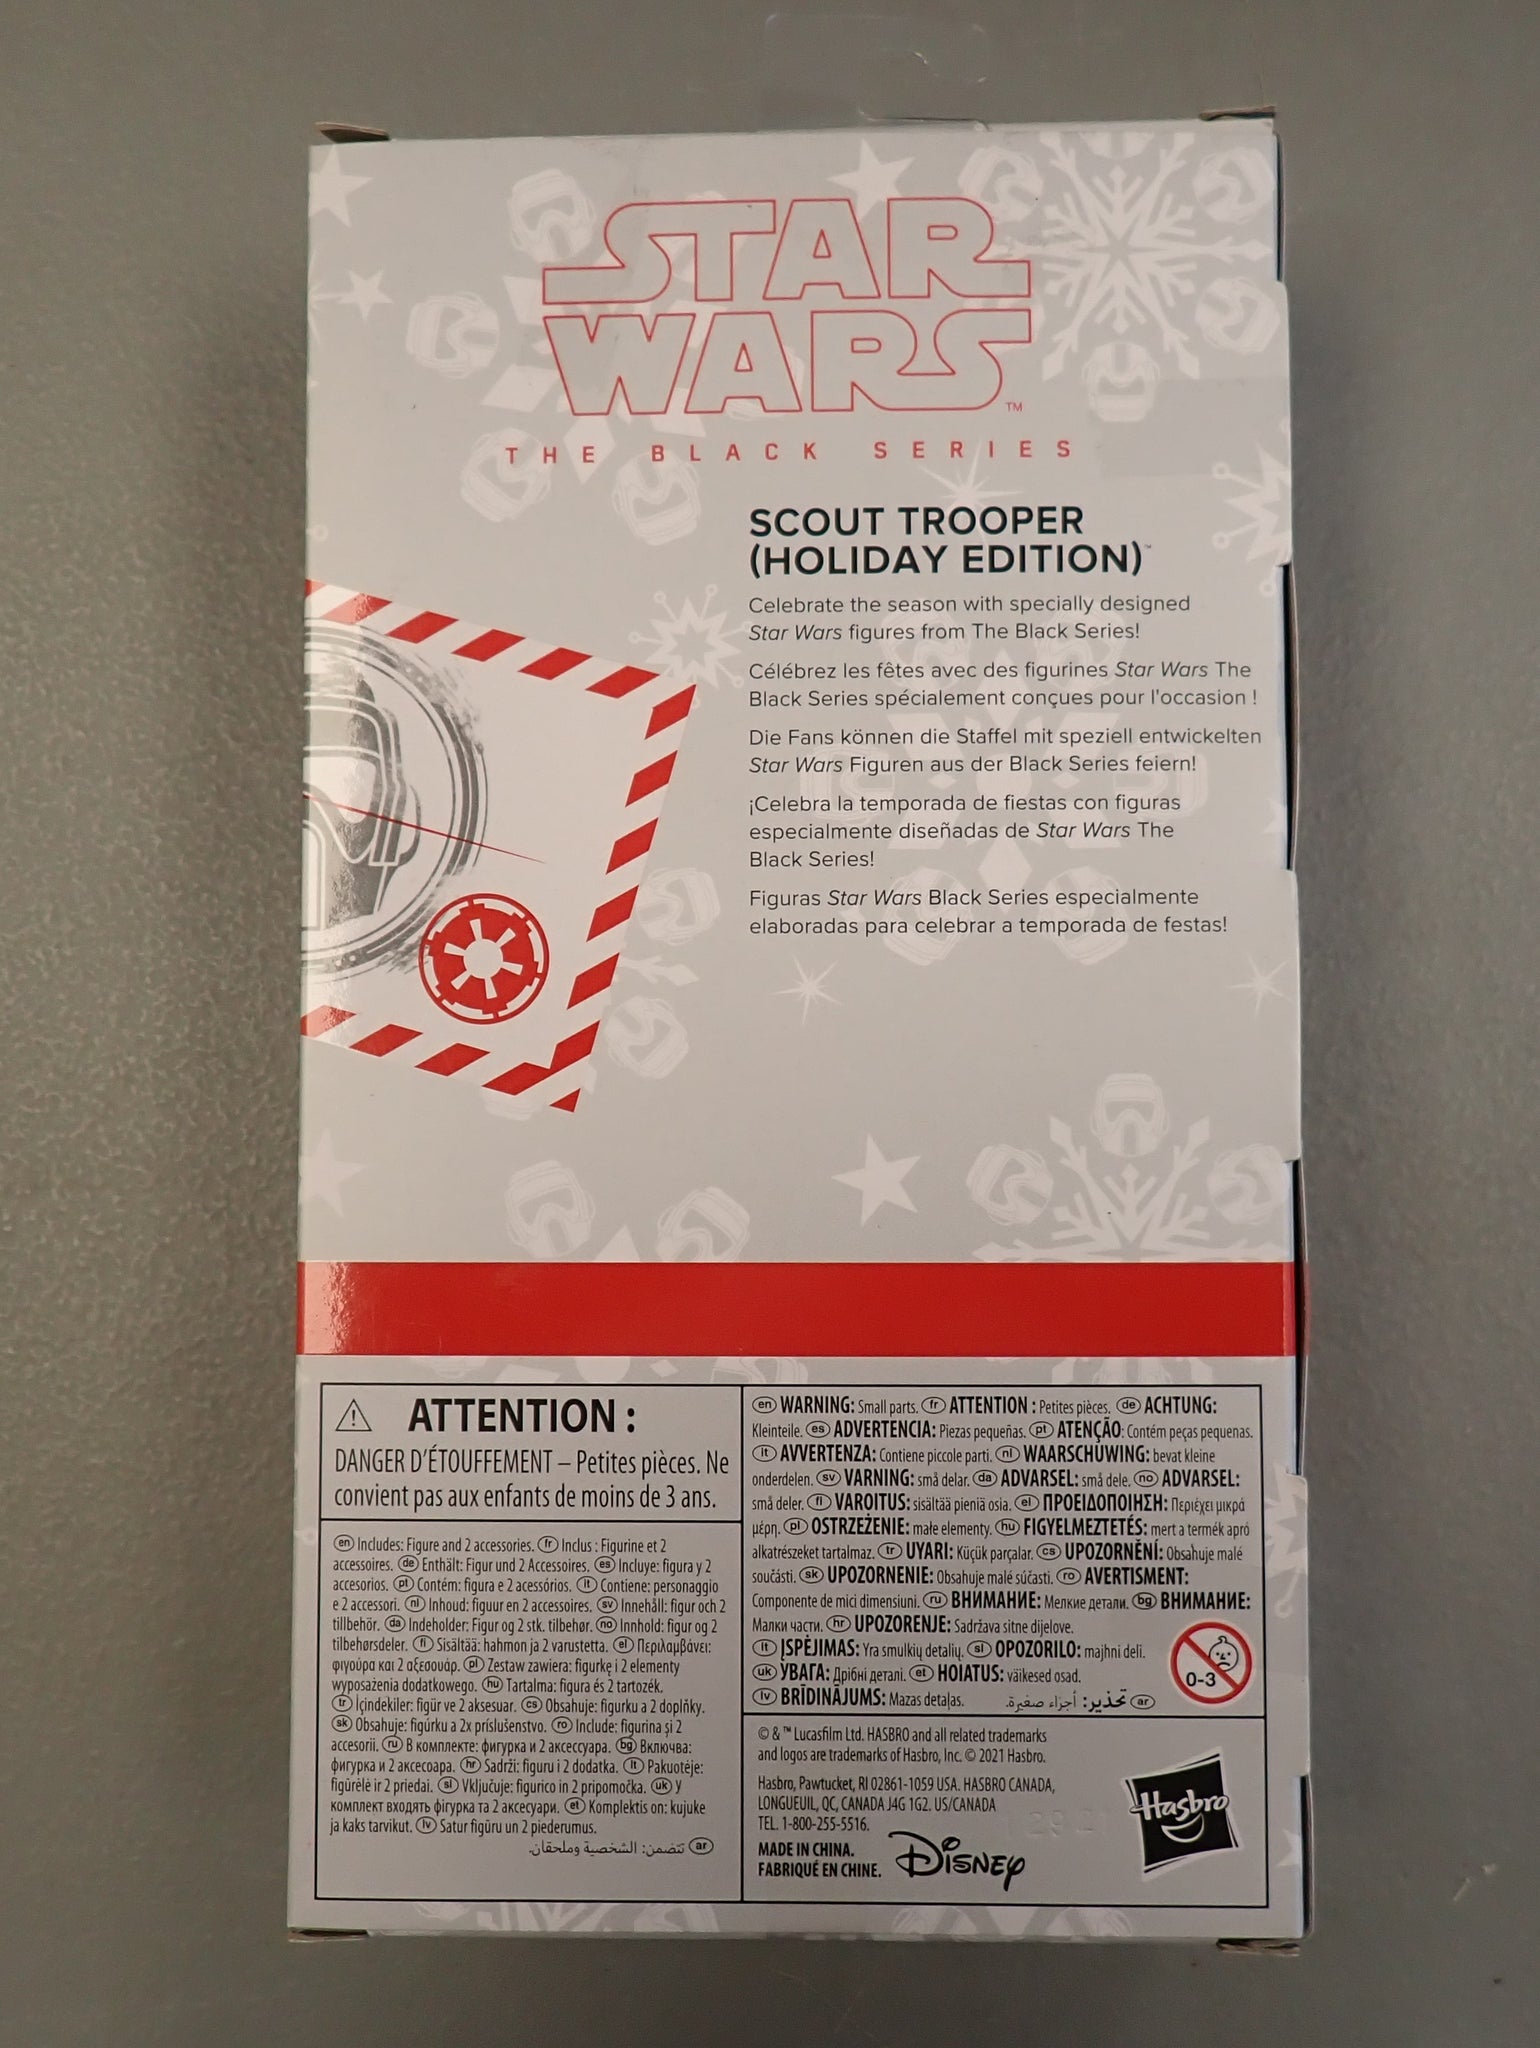 STAR
WARS™
THE BLACK SERIES
SCOUT TROOPER
(HOLIDAY EDITION)™
Celebrate the season with specially designed
Star Wars figures from The Black Series!
Célébrez les fêtes avec des figurines Star Wars The
Black Series spécialement conçues pour l'occasion !
Die Fans können die Staffel mit speziell entwickelten
Star Wars Figuren aus der Black Series feiern!
¡Celebra la temporada de fiestas con figuras
especialmente diseñadas de Star Wars The
Black Series!
Figuras Star Wars Black Series especialmente
elaboradas para celebrar a temporada de festas!
ATTENTION :
DANGER D'ÉTOUFFEMENT – Petites pièces. Ne
convient pas aux enfants de moins de 3 ans.
en Includes: Figure and 2 accessories. fr Inclus : Figurine et 2
accessoires. de Enthält: Figur und 2 Accessoires. es Incluye: figura y 2
accesorios. pt Contém: figura e 2 acessórios. it Contiene: personaggio
e 2 accessori. nl Inhoud: figuur en 2 accessoires. sv Innehåll: figur och 2
tillbehör. da Indeholder: Figur og 2 stk. tilbehør. no Innhold: figur og 2
tilbehørsdeler. fi Sisältää: hahmon ja 2 varustetta. el Περιλαμβάνει:
φιγούρα και 2 αξεσουάρ. pl Zestaw zawiera: figurkę i 2 elementy
wyposażenia dodatkowego. hu Tartalma: figura és 2 tartozék.
tr İçindekiler: figür ve 2 aksesuar. cs Obsahuje: figurku a 2 doplňky.
sk Obsahuje: figúrku a 2x príslušenstvo. ro Include: figurina și 2
accesorii. ru В комплекте: фигурка и 2 аксессуара. bg Включва:
фигурка и 2 аксесоара. hr Sadrži: figuru i 2 dodatka. lt Pakuotėje:
figūrėlė ir 2 priedai. sl Vključuje: figurico in 2 pripomočka. uk У
комплект входять фігурка та 2 аксесуари. et Komplektis on: kujuke
ja kaks tarvikut. lv Satur figūru un 2 piederumus.
ar تتضمن: الشخصية وملحقان.
en WARNING: Small parts. fr ATTENTION : Petites pièces. de ACHTUNG:
Kleinteile. es ADVERTENCIA: Piezas pequeñas. pt ATENÇÃO: Contém peças pequenas.
it AVVERTENZA: Contiene piccole parti. nl WAARSCHUWING: bevat kleine
onderdelen. sv VARNING: små delar. da ADVARSEL: små dele. no ADVARSEL:
små deler. fi VAROITUS: sisältää pieniä osia. el ΠΡΟΕΙΔΟΠΟΙΗΣΗ: Περιέχει μικρά
μέρη. pl OSTRZEŻENIE: małe elementy. hu FIGYELMEZTETÉS: mert a termék apró
alkatrészeket tartalmaz. tr UYARI: Küçük parçalar. cs UPOZORNĚNÍ: Obsahuje malé
součásti. sk UPOZORNENIE: Obsahuje malé súčasti. ro AVERTISMENT:
Componente de mici dimensiuni. ru ВНИМАНИЕ: Мелкие детали. bg ВНИМАНИЕ:
Малки части. hr UPOZORENJE: Sadržava sitne dijelove.
lt ĮSPĖJIMAS: Yra smulkių detalių. sl OPOZORILO: majhni deli.
uk УВАГА: Дрібні деталі. et HOIATUS: väikesed osad.
lv BRĪDINĀJUMS: Mazas detaļas. ar تحذير: أجزاء صغيرة.
0-3
© & ™ Lucasfilm Ltd. HASBRO and all related trademarks
and logos are trademarks of Hasbro, Inc. © 2021 Hasbro.
Hasbro, Pawtucket, RI 02861-1059 USA. HASBRO CANADA,
LONGUEUIL, QC, CANADA J4G 1G2. US/CANADA
TEL. 1-800-255-5516.
MADE IN CHINA.
FABRIQUÉ EN CHINE.
Disney
Hasbro